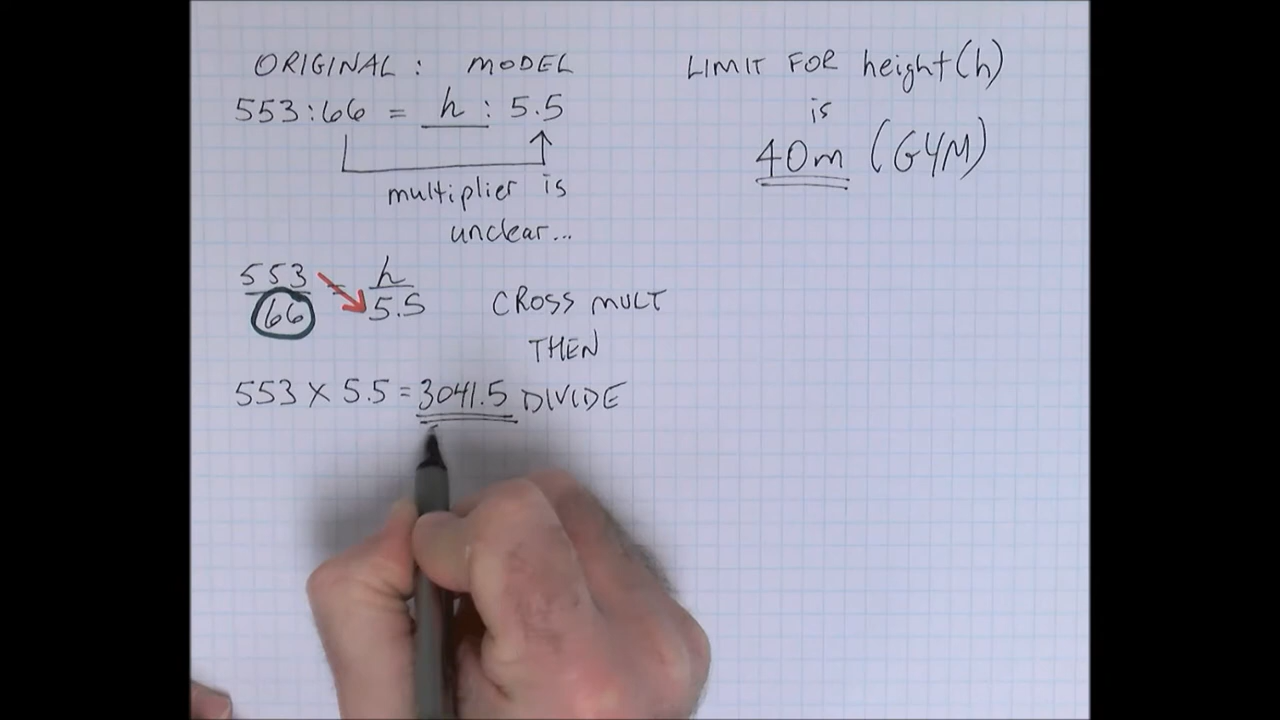 ORIGINAL : MODEL
553:66 = h : 5.5
multiplier is
unclear...
553/66 = h/5.5
CROSS MULT
THEN
DIVIDE
553 x 5.5 = 3041.5
LIMIT FOR height (h)
is
40m (GYM)